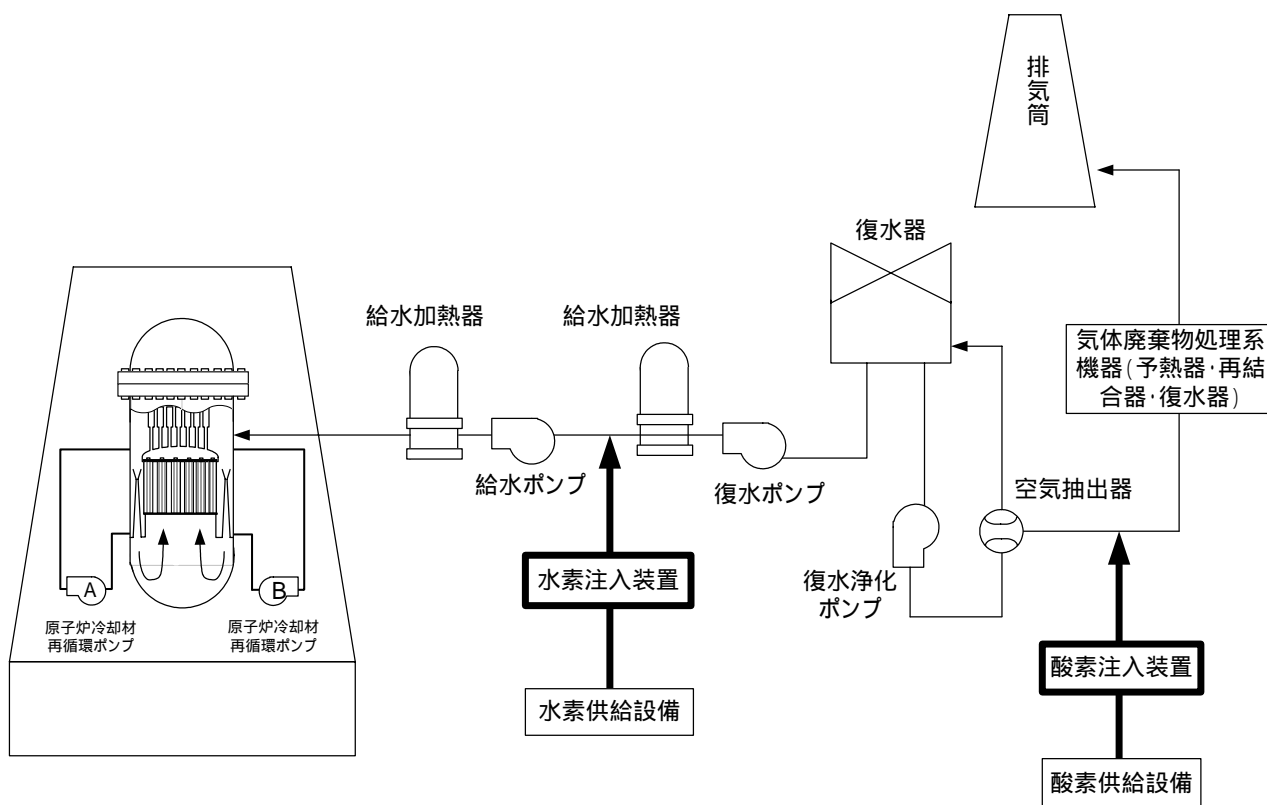 排気筒
復水器
給水加熱器
給水加熱器
気体廃棄物処理系
機器(予熱器・再結
合器・復水器)
給水ポンプ
復水ポンプ
空気抽出器
水素注入装置
復水浄化
ポンプ
A
B
原子炉冷却材
再循環ポンプ
原子炉冷却材
再循環ポンプ
酸素注入装置
水素供給設備
酸素供給設備